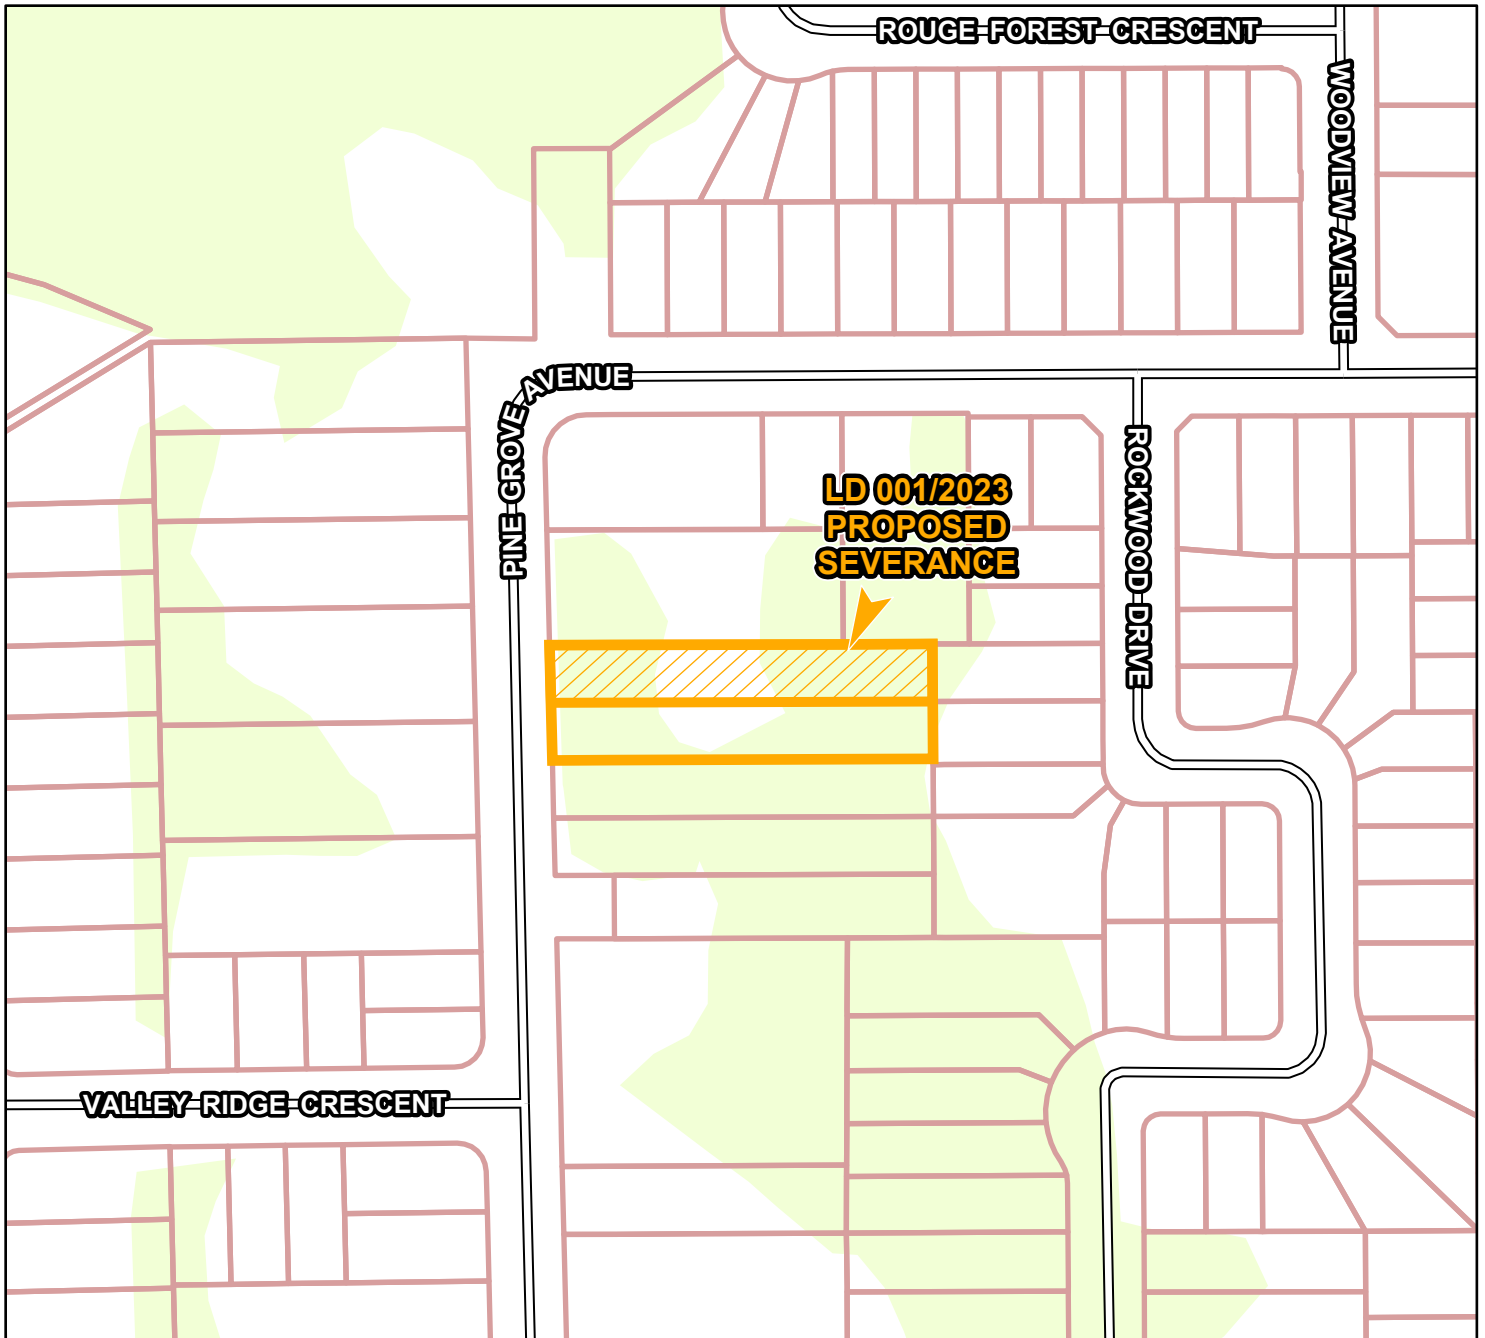 ROUGE FOREST CRESCENT
WOODVIEW AVENUE
PINE GROVE AVENUE
ROCKWOOD DRIVE
LD 001/2023
PROPOSED
SEVERANCE
VALLEY RIDGE CRESCENT